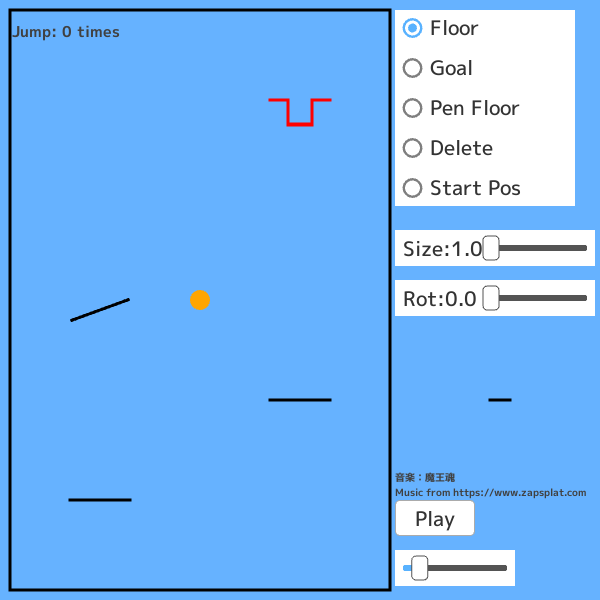 Jump: 0 times
Floor
Goal
Pen Floor
Delete
Start Pos
Size:1.0
Rot:0.0
音楽：魔王魂
Music from https://www.zapsplat.com
Play